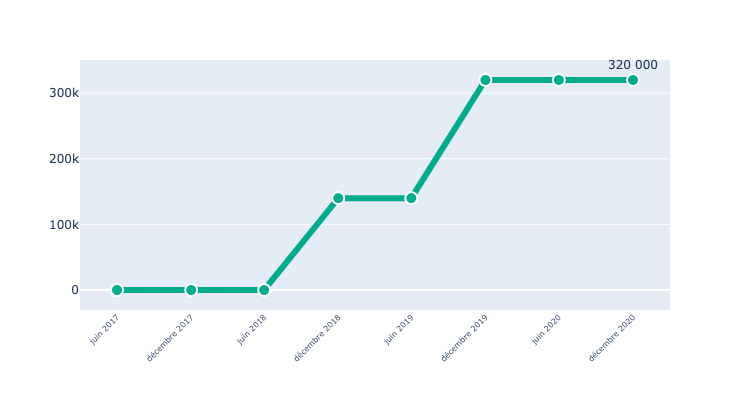 320 000
300k
200k
100k
0
juin 2017
décembre 2017
juin 2018
décembre 2018
juin 2019
décembre 2019
juin 2020
décembre 2020